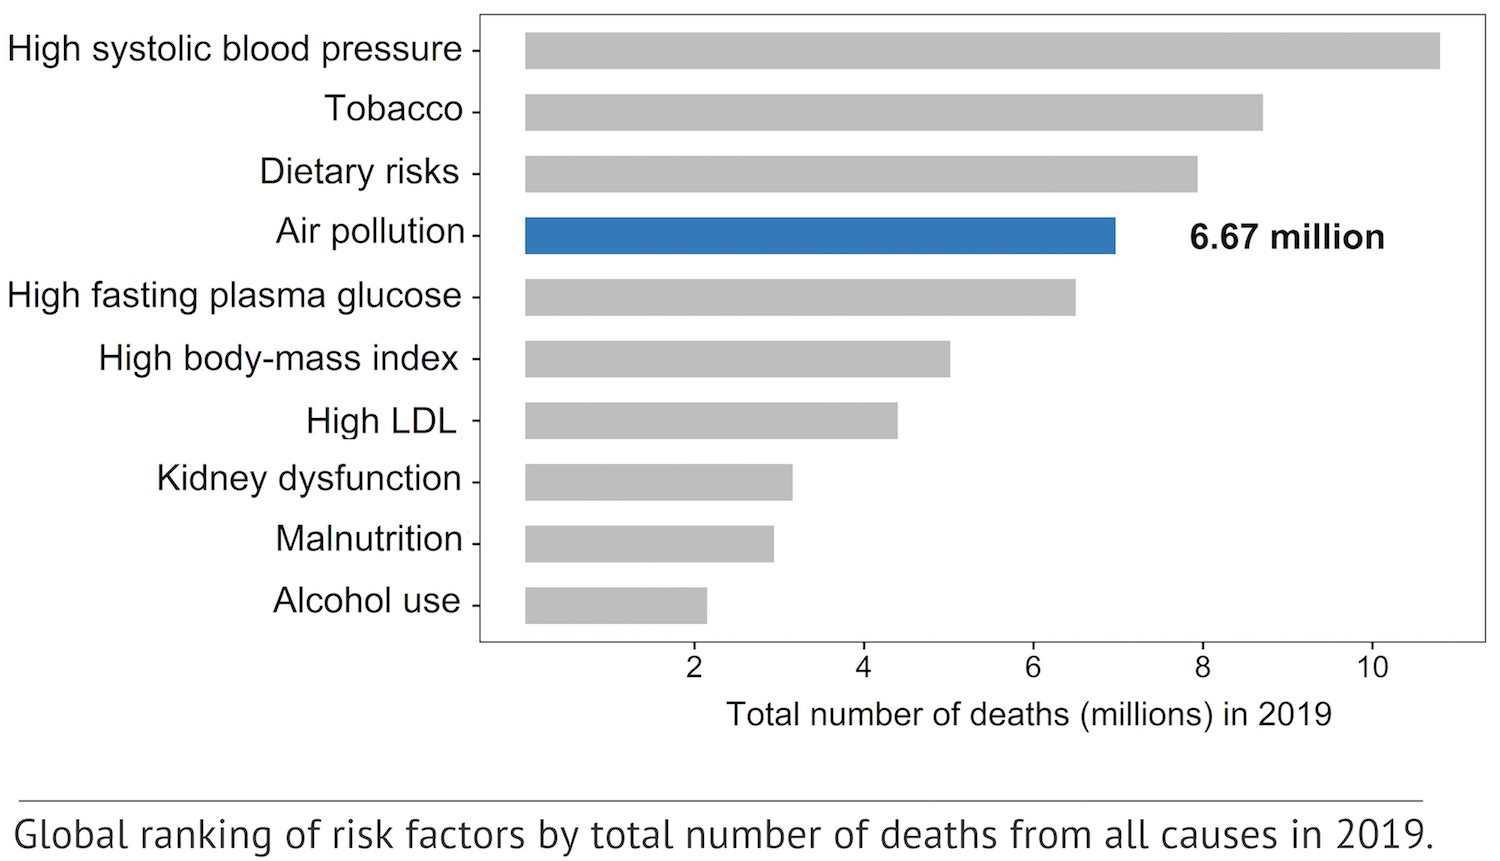 High systolic blood pressure
Tobacco
Dietary risks
Air pollution
6.67 million
High fasting plasma glucose
High body-mass index
High LDL
Kidney dysfunction
Malnutrition
Alcohol use
2 4 6 8 10
Total number of deaths (millions) in 2019
Global ranking of risk factors by total number of deaths from all causes in 2019.